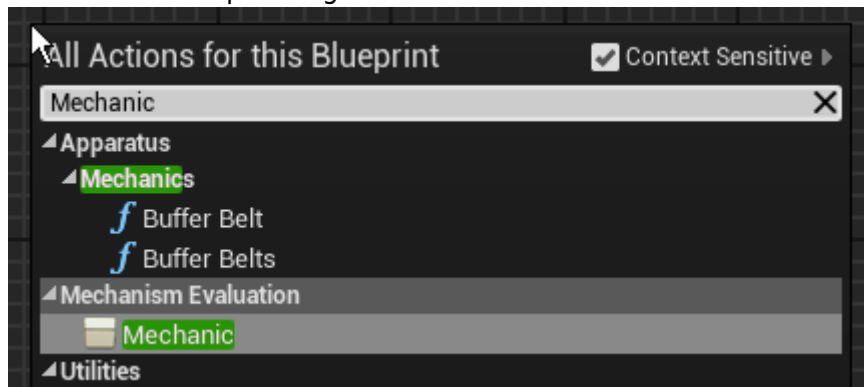 All Actions for this Blueprint
Context Sensitive
Mechanic
Apparatus
Mechanics
f Buffer Belt
f Buffer Belts
Mechanism Evaluation
Mechanic
Utilities